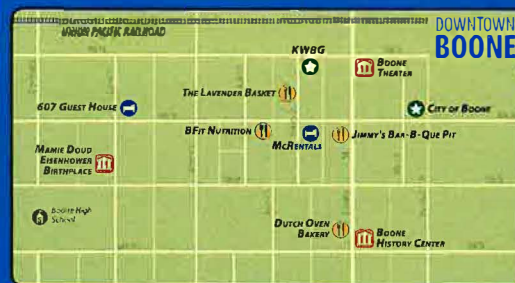 DOWNTOWN
BOONE
UNION PACIFIC RAILROAD
KWBG
BOONE
THEATER
THE LAVENDER BASKET
607 GUEST HOUSE
CITY OF BOONE
BFIT NUTRITION
MCRENTALS
JIMMY'S BAR-B-QUE PIT
MAMIE DOUD
EISENHOWER
BIRTHPLACE
Boone High
School
DUTCH OVEN
BAKERY
BOONE
HISTORY CENTER